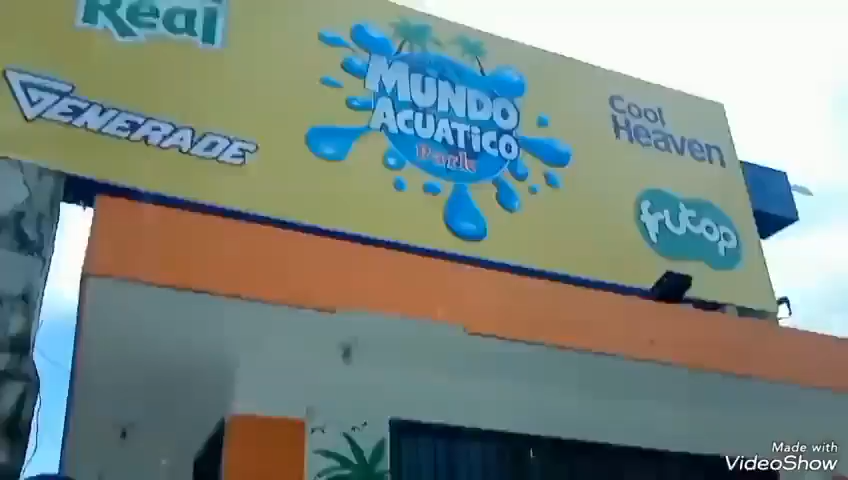 Real
GENERADE
MUNDO
ACUATICO
Park
Cool
Heaven
frutop
Made with
VideoShow